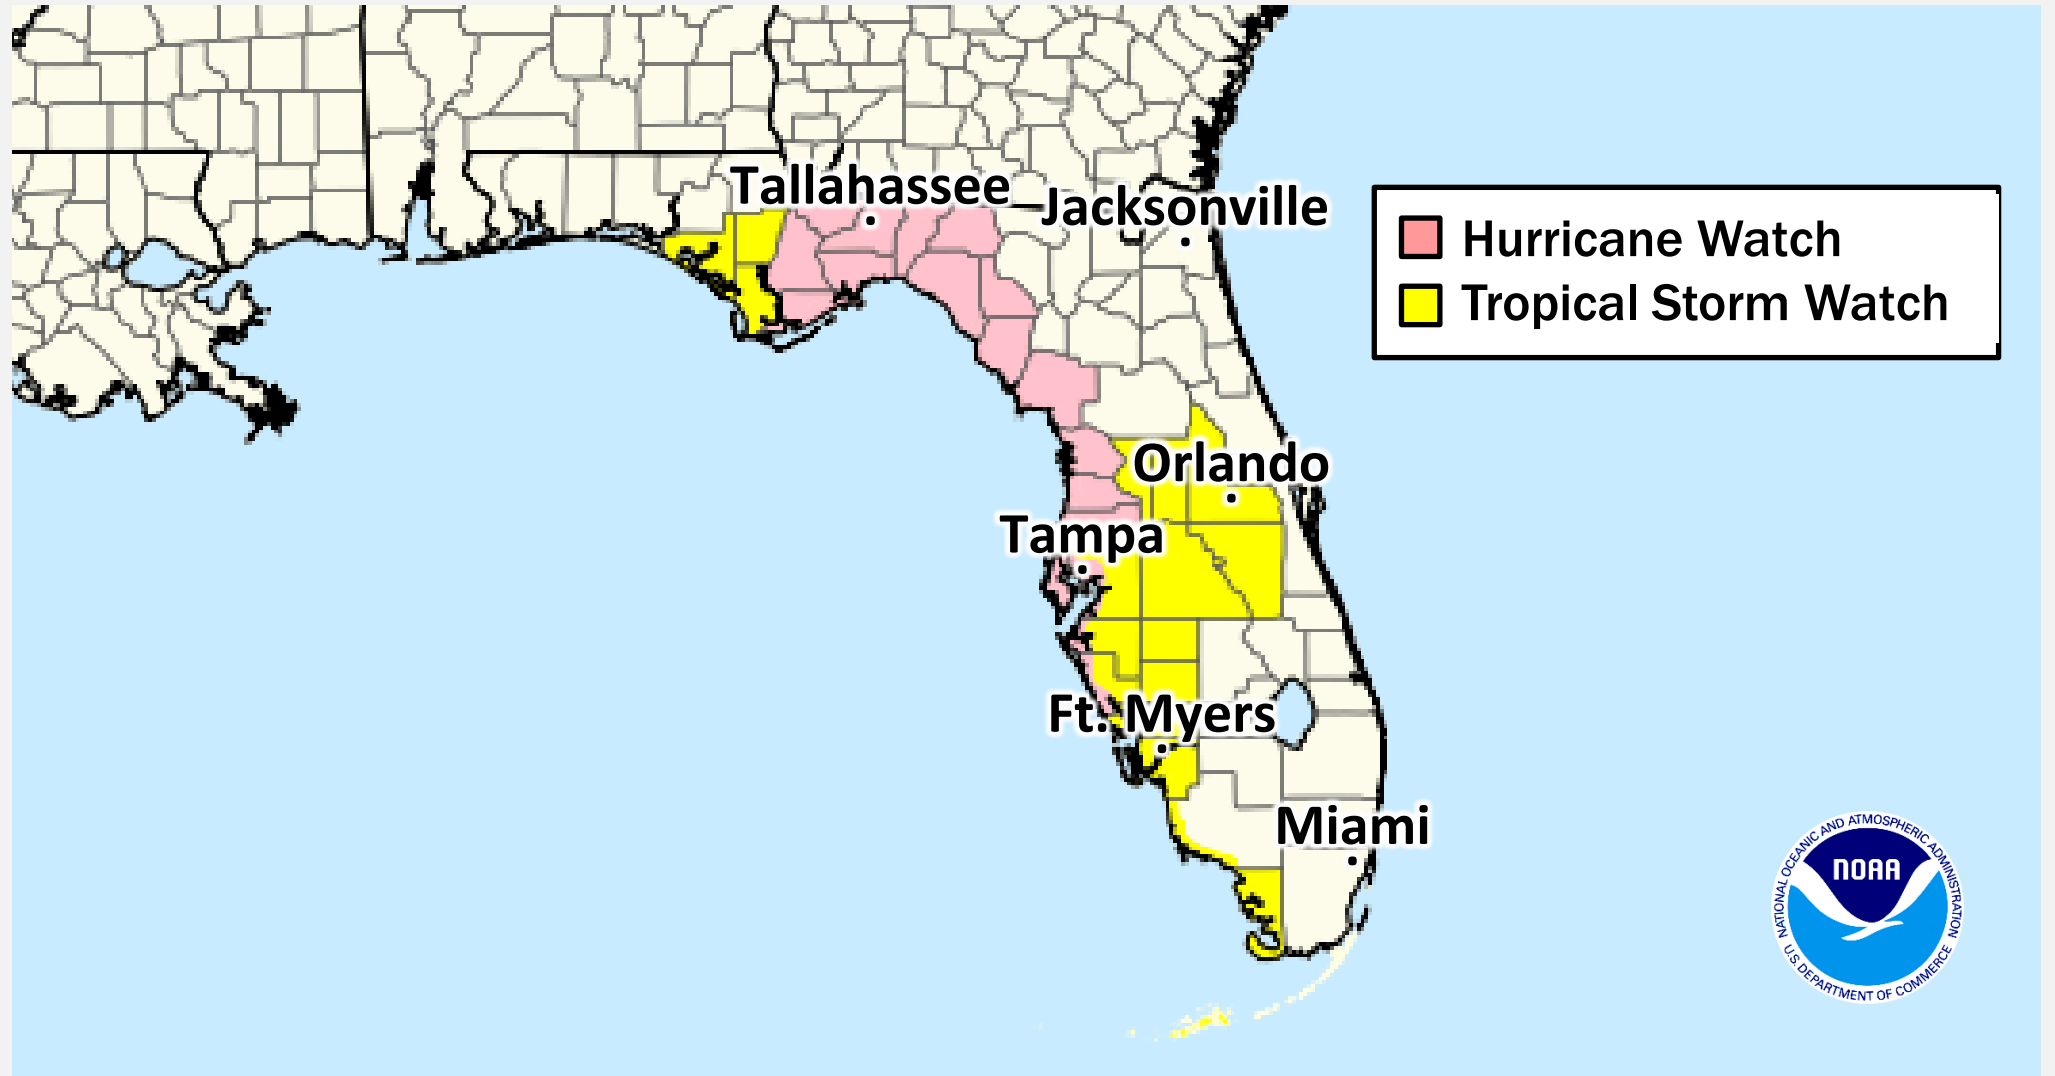 Tallahassee
Jacksonville
Hurricane Watch
Tropical Storm Watch
Orlando
Tampa
Ft. Myers
Miami
NATIONAL OCEANIC AND ATMOSPHERIC ADMINISTRATION
NOAA
U.S. DEPARTMENT OF COMMERCE